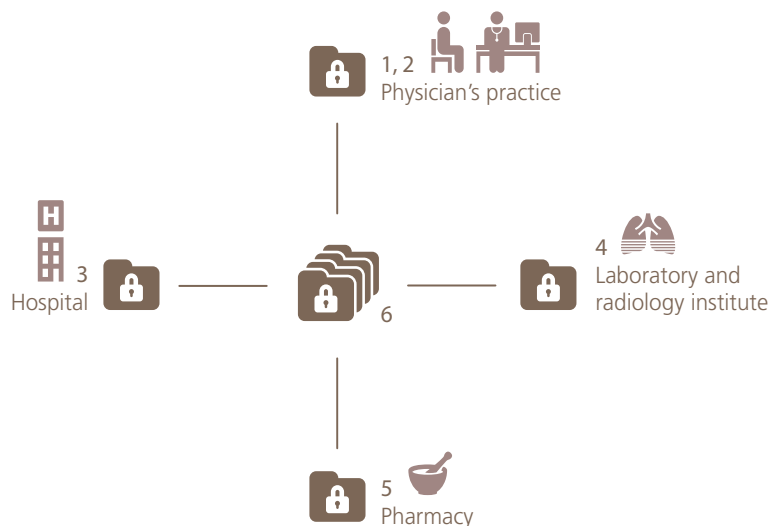 1, 2
Physician’s practice
H
3
Hospital
4
Laboratory and
radiology institute
6
5
Pharmacy